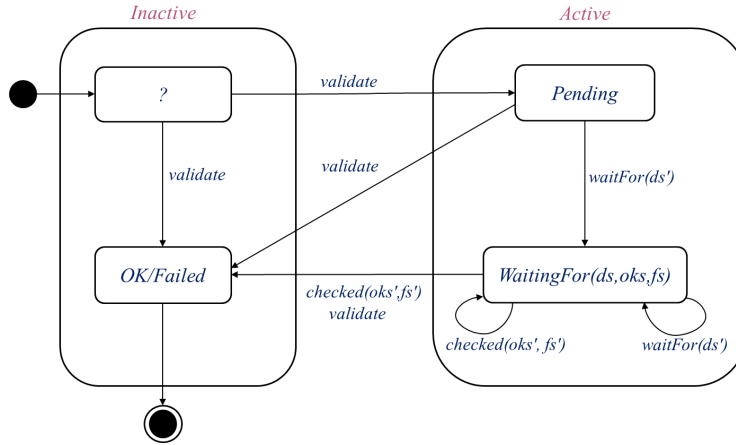 Inactive
Active
?
validate
Pending
validate
validate
waitFor(ds')
OK/Failed
WaitingFor(ds,oks,fs)
checked(oks',fs')
validate
checked(oks', fs')
waitFor(ds')